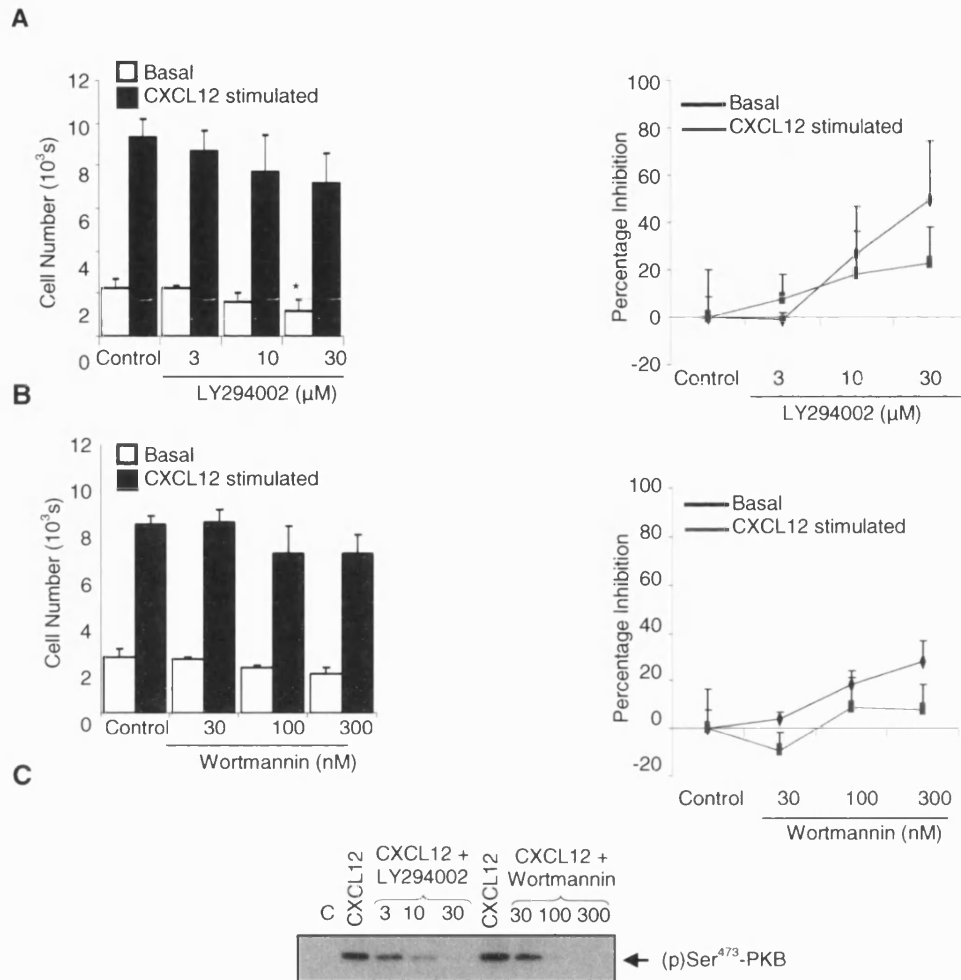 A
Basal
CXCL12 stimulated
Cell Number (10³s)
12
10
8
6
4
2
0
*
Control 3 10 30
LY294002 (µM)
Basal
CXCL12 stimulated
Percentage Inhibition
100
80
60
40
20
0
-20
Control 3 10 30
LY294002 (µM)
B
Basal
CXCL12 stimulated
Cell Number (10³s)
12
10
8
6
4
2
0
Control 30 100 300
Wortmannin (nM)
Basal
CXCL12 stimulated
Percentage Inhibition
100
80
60
40
20
0
-20
Control 30 100 300
Wortmannin (nM)
C
C
CXCL12
CXCL12 +
LY294002
3 10 30
CXCL12
CXCL12 +
Wortmannin
30 100 300
(p)Ser⁴⁷³-PKB